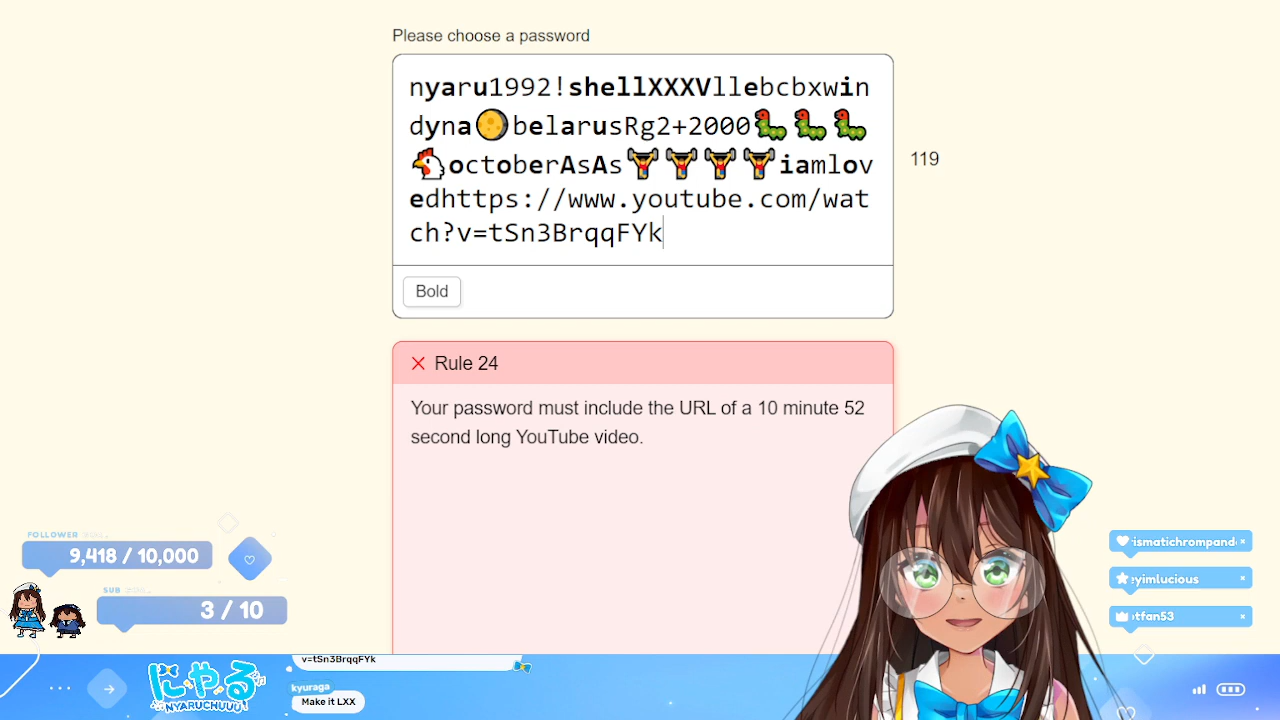 Please choose a password
nyaru1992!shellXXXVllebcbxwin
dyna🌕belarusRg2+2000🐛🐛🐛
🐔octoberAsAs🏋️🏋️🏋️🏋️iamlov
edhttps://www.youtube.com/wat
ch?v=tSn3BrqqFYk
119
Bold
Rule 24
Your password must include the URL of a 10 minute 52
second long YouTube video.
FOLLOWER
9,418 / 10,000
SUB
3 / 10
ismatichrompand
yimlucious
tfan53
にゃる
NYARUCHUUU!
v=tSn3BrqqFYk
kyuraga
Make it LXX